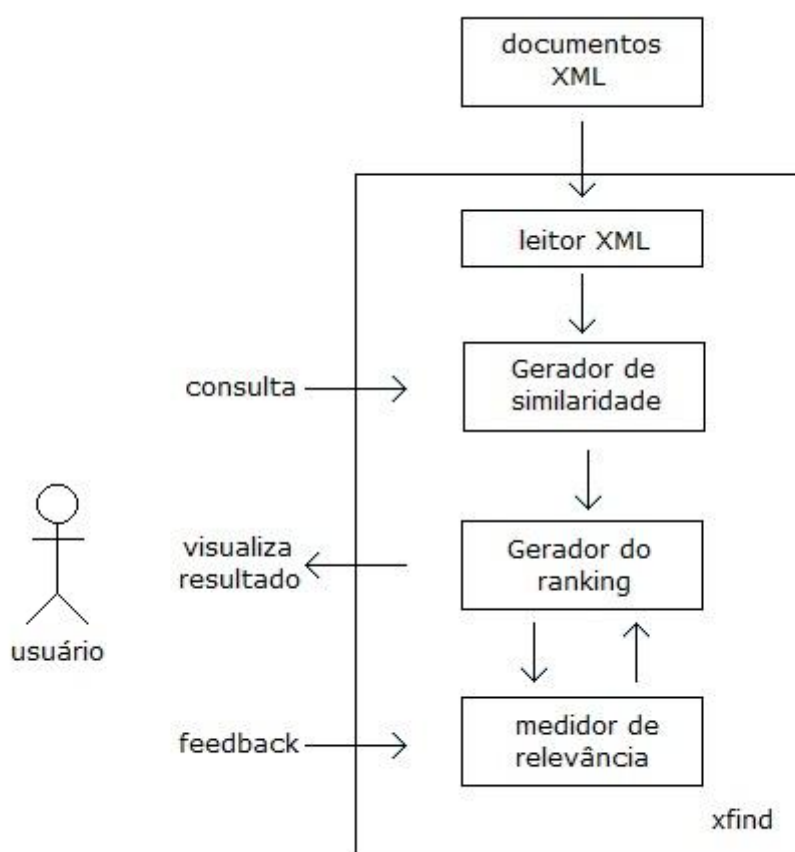 documentos
XML
leitor XML
consulta
Gerador de
similaridade
visualiza
resultado
Gerador do
ranking
usuário
feedback
medidor de
relevância
xfind